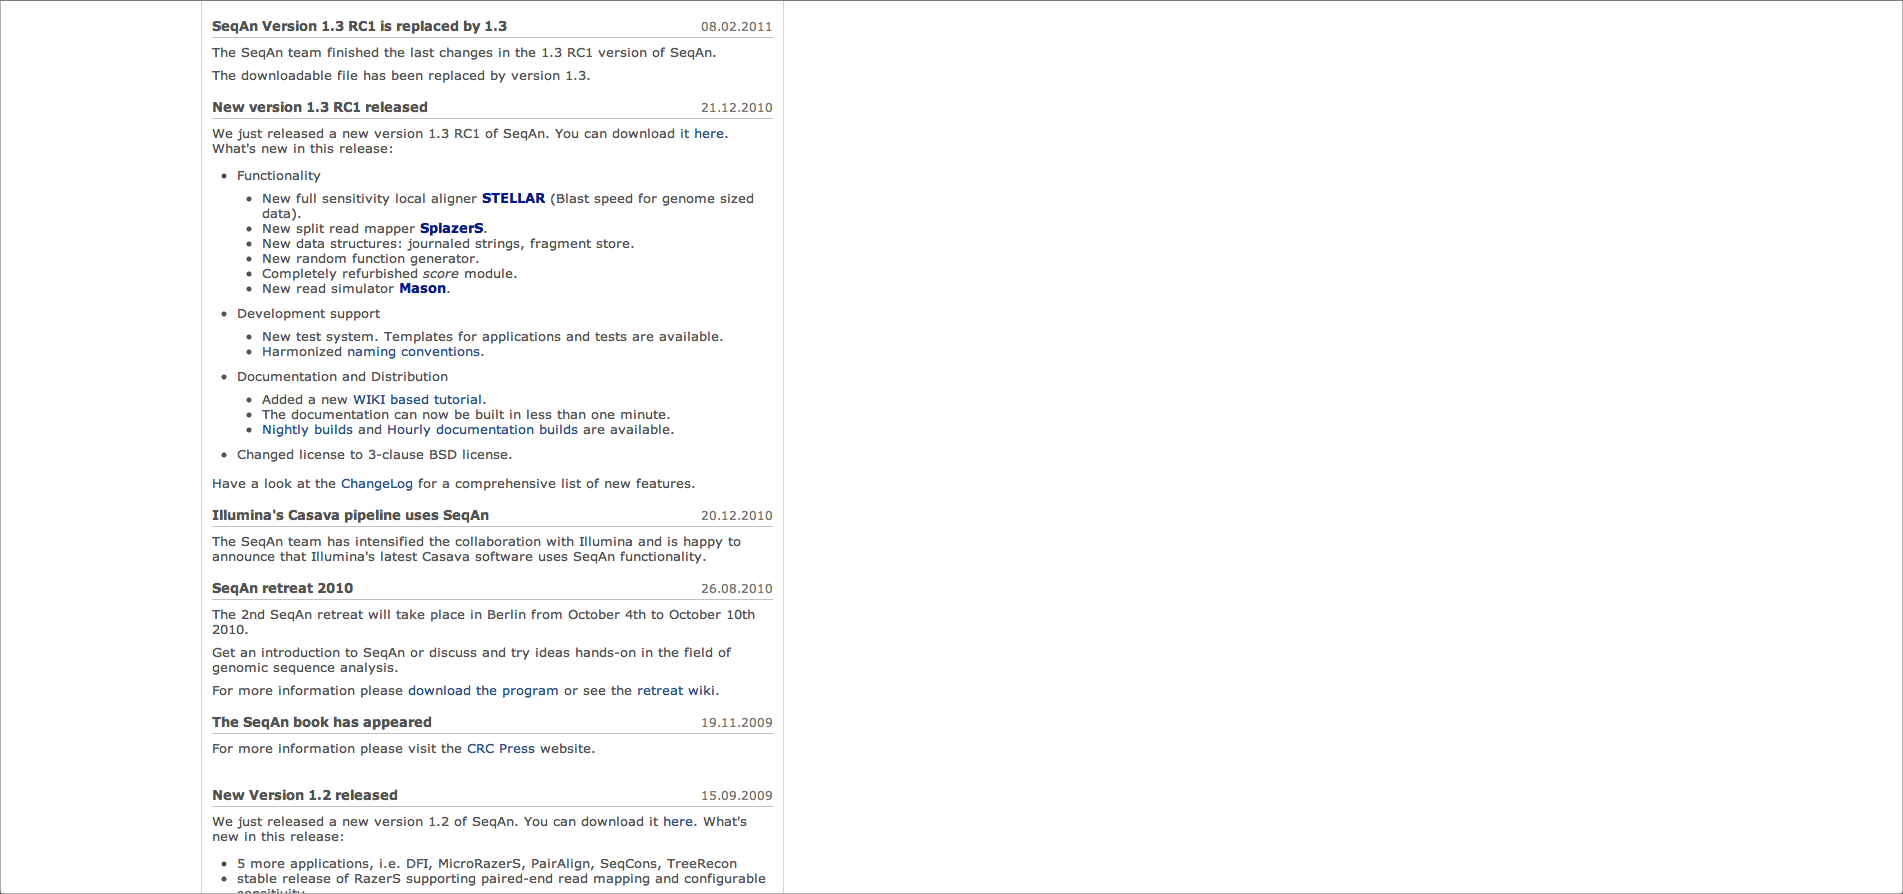 SeqAn Version 1.3 RC1 is replaced by 1.3 08.02.2011
The SeqAn team finished the last changes in the 1.3 RC1 version of SeqAn.
The downloadable file has been replaced by version 1.3.
New version 1.3 RC1 released 21.12.2010
We just released a new version 1.3 RC1 of SeqAn. You can download it here.
What's new in this release:
• Functionality
• New full sensitivity local aligner STELLAR (Blast speed for genome sized
data).
• New split read mapper SplazerS.
• New data structures: journaled strings, fragment store.
• New random function generator.
• Completely refurbished score module.
• New read simulator Mason.
• Development support
• New test system. Templates for applications and tests are available.
• Harmonized naming conventions.
• Documentation and Distribution
• Added a new WIKI based tutorial.
• The documentation can now be built in less than one minute.
• Nightly builds and Hourly documentation builds are available.
• Changed license to 3-clause BSD license.
Have a look at the ChangeLog for a comprehensive list of new features.
Illumina's Casava pipeline uses SeqAn 20.12.2010
The SeqAn team has intensified the collaboration with Illumina and is happy to
announce that Illumina's latest Casava software uses SeqAn functionality.
SeqAn retreat 2010 26.08.2010
The 2nd SeqAn retreat will take place in Berlin from October 4th to October 10th
2010.
Get an introduction to SeqAn or discuss and try ideas hands-on in the field of
genomic sequence analysis.
For more information please download the program or see the retreat wiki.
The SeqAn book has appeared 19.11.2009
For more information please visit the CRC Press website.
New Version 1.2 released 15.09.2009
We just released a new version 1.2 of SeqAn. You can download it here. What's
new in this release:
• 5 more applications, i.e. DFI, MicroRazerS, PairAlign, SeqCons, TreeRecon
• stable release of RazerS supporting paired-end read mapping and configurable